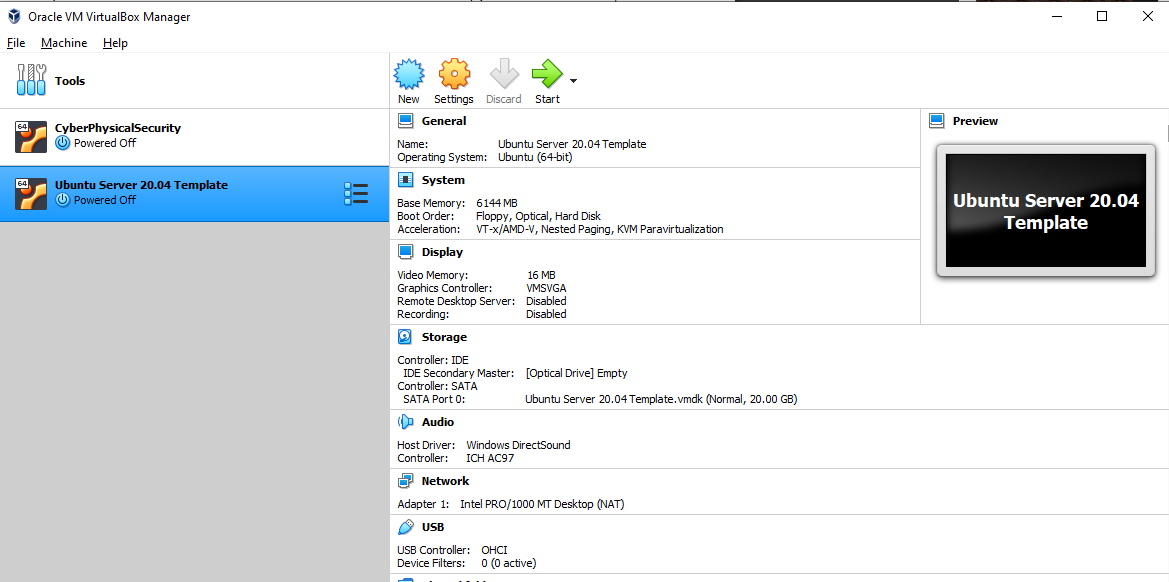 Oracle VM VirtualBox Manager
File Machine Help
Tools
New Settings Discard Start
64 CyberPhysicalSecurity
Powered Off
64 Ubuntu Server 20.04 Template
Powered Off
General
Name: Ubuntu Server 20.04 Template
Operating System: Ubuntu (64-bit)
System
Base Memory: 6144 MB
Boot Order: Floppy, Optical, Hard Disk
Acceleration: VT-x/AMD-V, Nested Paging, KVM Paravirtualization
Display
Video Memory: 16 MB
Graphics Controller: VMSVGA
Remote Desktop Server: Disabled
Recording: Disabled
Preview
Ubuntu Server 20.04
Template
Storage
Controller: IDE
IDE Secondary Master: [Optical Drive] Empty
Controller: SATA
SATA Port 0: Ubuntu Server 20.04 Template.vmdk (Normal, 20.00 GB)
Audio
Host Driver: Windows DirectSound
Controller: ICH AC97
Network
Adapter 1: Intel PRO/1000 MT Desktop (NAT)
USB
USB Controller: OHCI
Device Filters: 0 (0 active)